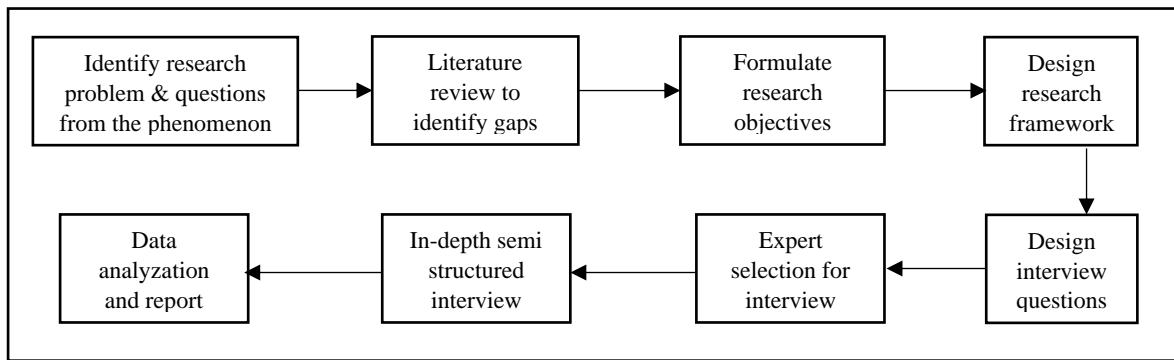 Identify research
problem & questions
from the phenomenon
Literature
review to
identify gaps
Formulate
research
objectives
Design
research
framework
Design
interview
questions
Expert
selection for
interview
In-depth semi
structured
interview
Data
analyzation
and report